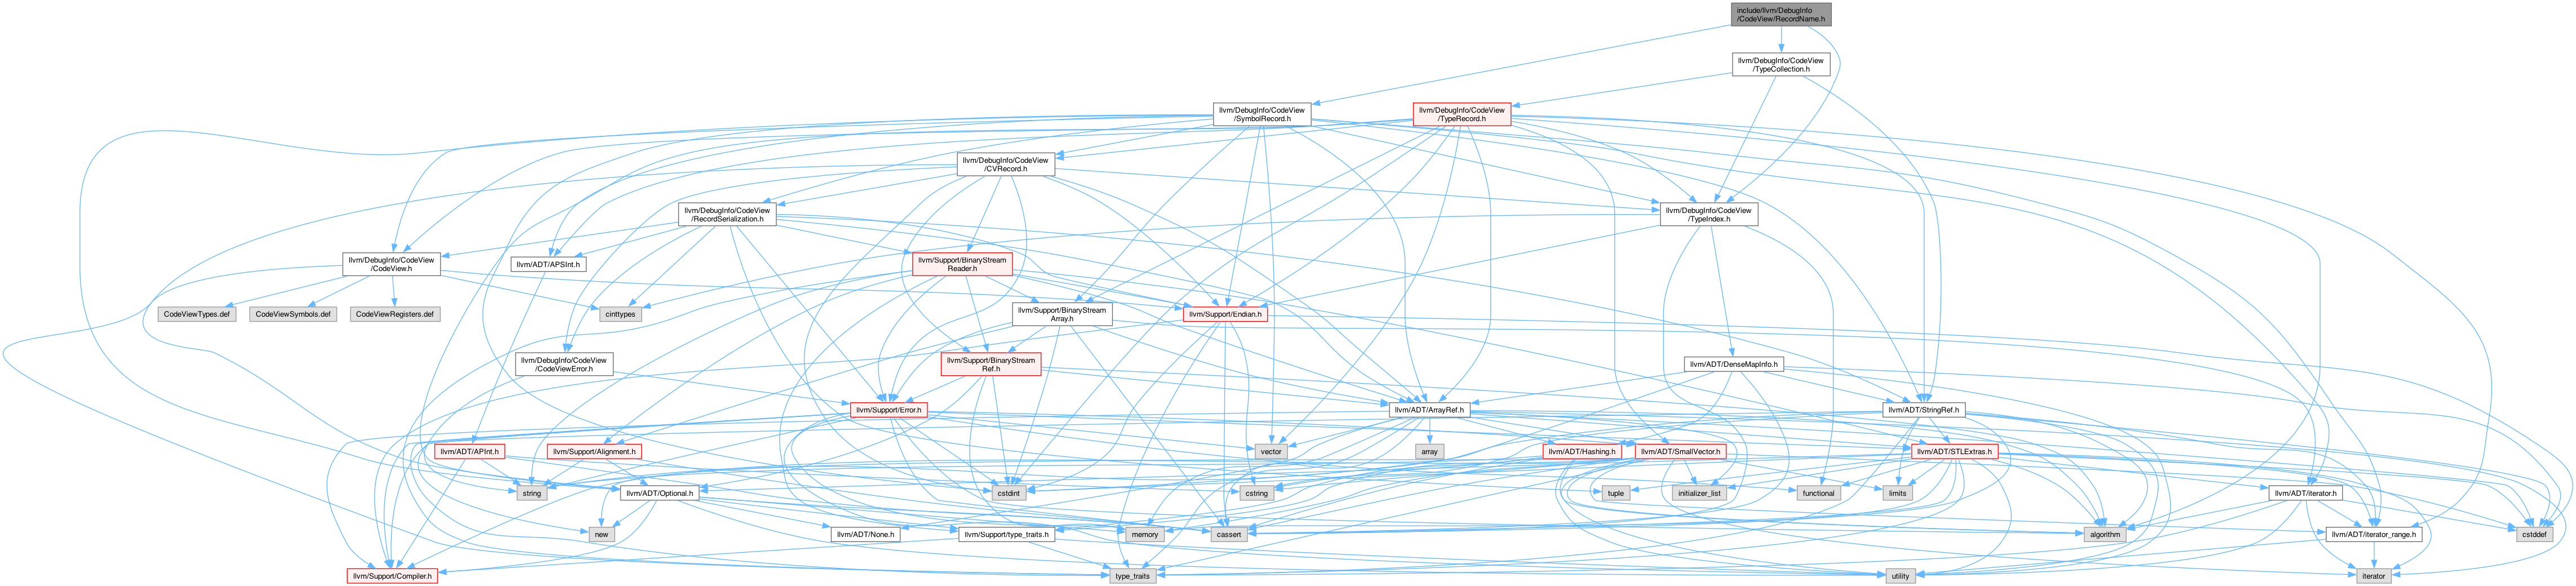 include/llvm/DebugInfo
/CodeView/RecordName.h
llvm/DebugInfo/CodeView
/TypeCollection.h
llvm/DebugInfo/CodeView
/SymbolRecord.h
llvm/DebugInfo/CodeView
/TypeRecord.h
llvm/DebugInfo/CodeView
/CVRecord.h
llvm/DebugInfo/CodeView
/RecordSerialization.h
llvm/DebugInfo/CodeView
/TypeIndex.h
llvm/DebugInfo/CodeView
/CodeView.h
llvm/ADT/APSInt.h
llvm/Support/BinaryStream
Reader.h
CodeViewTypes.def
CodeViewSymbols.def
CodeViewRegisters.def
cinttypes
llvm/Support/BinaryStream
Array.h
llvm/Support/Endian.h
llvm/DebugInfo/CodeView
/CodeViewError.h
llvm/Support/BinaryStream
Ref.h
llvm/ADT/DenseMapInfo.h
llvm/Support/Error.h
llvm/ADT/ArrayRef.h
llvm/ADT/StringRef.h
llvm/ADT/APInt.h
llvm/Support/Alignment.h
vector
array
llvm/ADT/Hashing.h
llvm/ADT/SmallVector.h
llvm/ADT/STLExtras.h
string
llvm/ADT/Optional.h
cstdint
cstring
tuple
initializer_list
functional
limits
llvm/ADT/iterator.h
new
llvm/ADT/None.h
llvm/Support/type_traits.h
memory
cassert
algorithm
llvm/ADT/iterator_range.h
cstddef
llvm/Support/Compiler.h
type_traits
utility
iterator